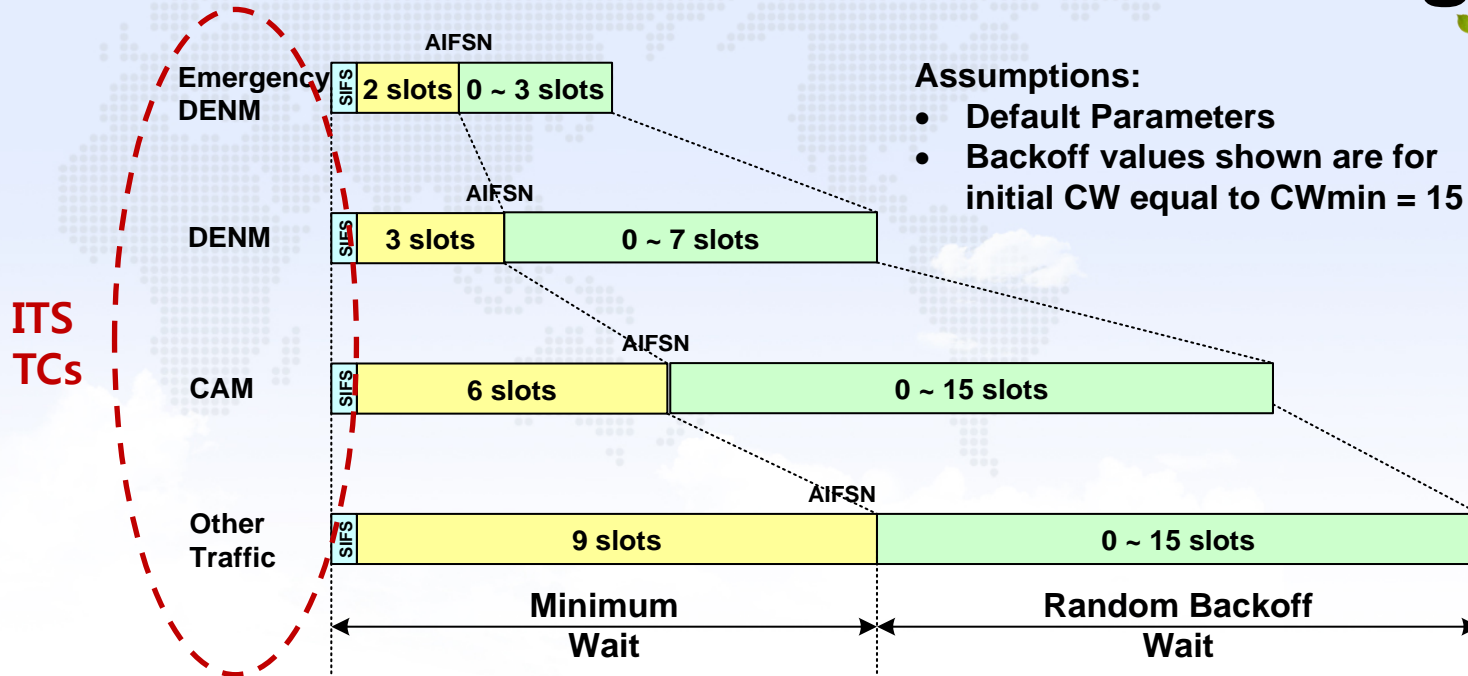 AIFSN
Emergency
DENM
SIFS
2 slots
0 ~ 3 slots
Assumptions:
• Default Parameters
• Backoff values shown are for
initial CW equal to CWmin = 15
AIFSN
DENM
SIFS
3 slots
0 ~ 7 slots
ITS
TCs
AIFSN
CAM
SIFS
6 slots
0 ~ 15 slots
AIFSN
Other
Traffic
SIFS
9 slots
0 ~ 15 slots
Minimum
Wait
Random Backoff
Wait